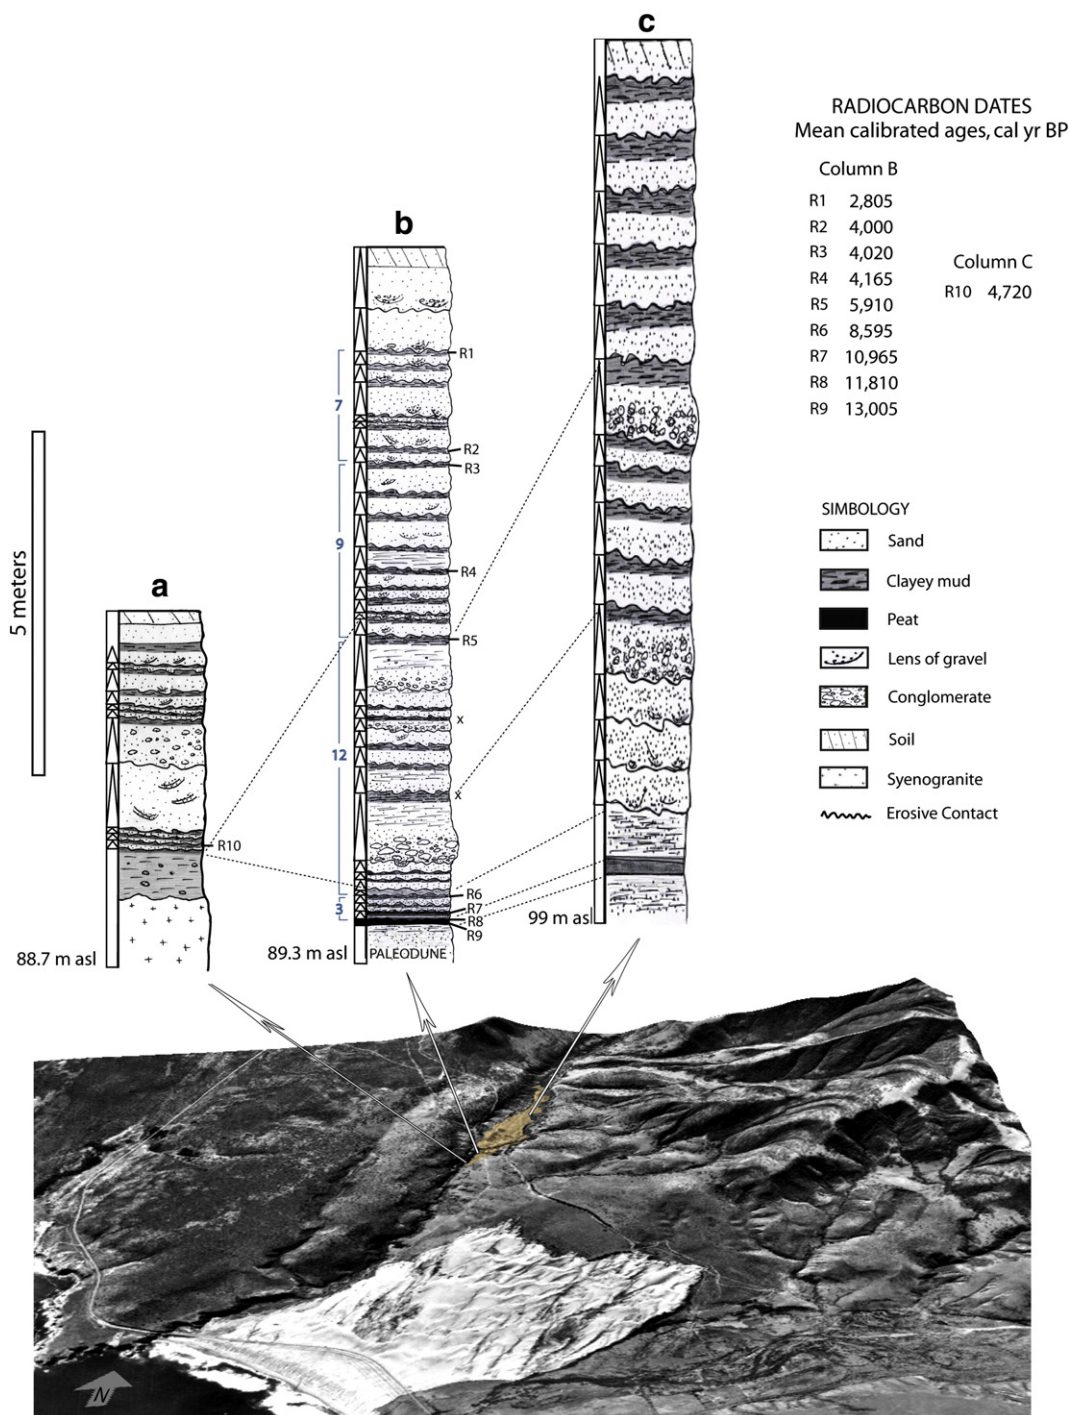 c
RADIOCARBON DATES
Mean calibrated ages, cal yr BP
Column B
R1 2,805
R2 4,000
R3 4,020
R4 4,165
R5 5,910
R6 8,595
R7 10,965
R8 11,810
R9 13,005
Column C
R10 4,720
b
R1
7
R2
R3
9
R4
R5
x
12
x
R6
3
R7
R8
R9
89.3 m asl
PALEODUNE
5 meters
a
R10
88.7 m asl
99 m asl
SIMBOLOGY
Sand
Clayey mud
Peat
Lens of gravel
Conglomerate
Soil
Syenogranite
Erosive Contact
N